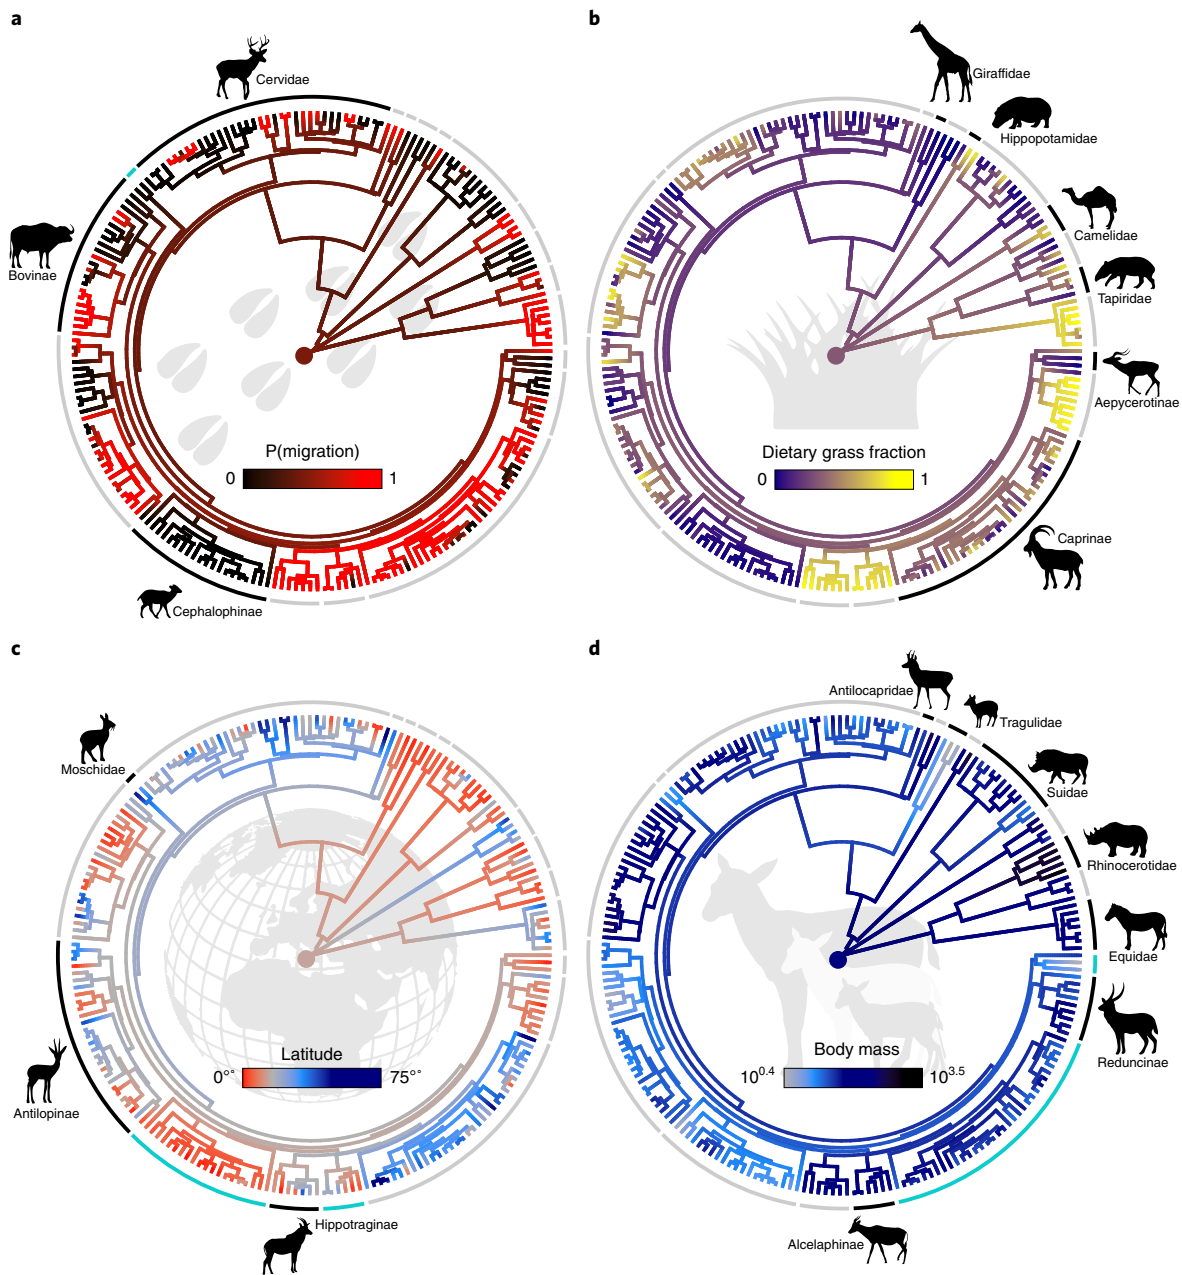 a
b
Cervidae
Giraffidae
Hippopotamidae
Bovinae
Camelidae
Tapiridae
Aepycerotinae
P(migration)
0 1
Dietary grass fraction
0 1
Caprinae
Cephalophinae
c
d
Antilocapridae
Tragulidae
Moschidae
Suidae
Rhinocerotidae
Equidae
Latitude
0°° 75°°
Body mass
10^0.4 10^3.5
Reduncinae
Antilopinae
Hippotraginae
Alcelaphinae